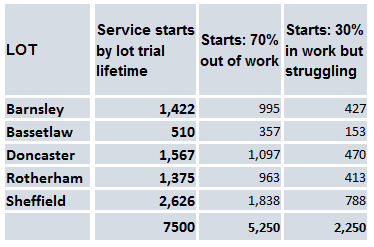 LOT Service starts by lot trial lifetime Starts: 70% out of work Starts: 30% in work but struggling
Barnsley 1,422 995 427
Bassetlaw 510 357 153
Doncaster 1,567 1,097 470
Rotherham 1,375 963 413
Sheffield 2,626 1,838 788
7500 5,250 2,250